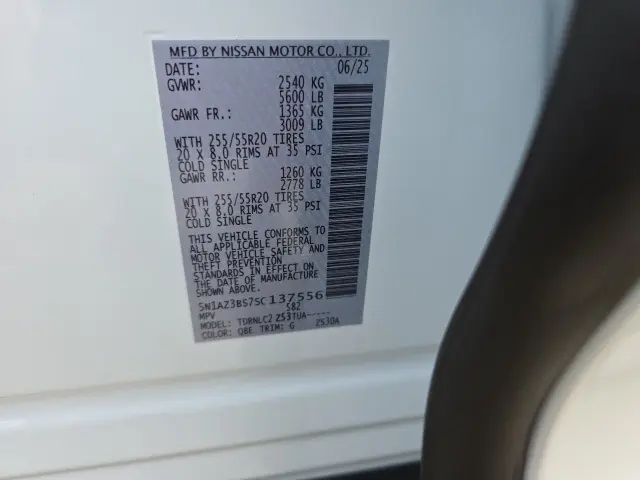 MFD BY NISSAN MOTOR CO., LTD.
DATE: 06/25
GVWR: 2540 KG
5600 LB
GAWR FR.: 1365 KG
3009 LB
WITH 255/55R20 TIRES
20 X 8.0 RIMS AT 35 PSI
COLD SINGLE
GAWR RR.: 1260 KG
2778 LB
WITH 255/55R20 TIRES
20 X 8.0 RIMS AT 35 PSI
COLD SINGLE
THIS VEHICLE CONFORMS TO
ALL APPLICABLE FEDERAL
MOTOR VEHICLE SAFETY AND
THEFT PREVENTION
STANDARDS IN EFFECT ON
THE DATE OF MANUFACTURE
5N1AZ3BS7SC137556
MPV 582
MODEL: TDRNLC2 Z53TUA-----
COLOR: QBE TRIM: G ZS30A